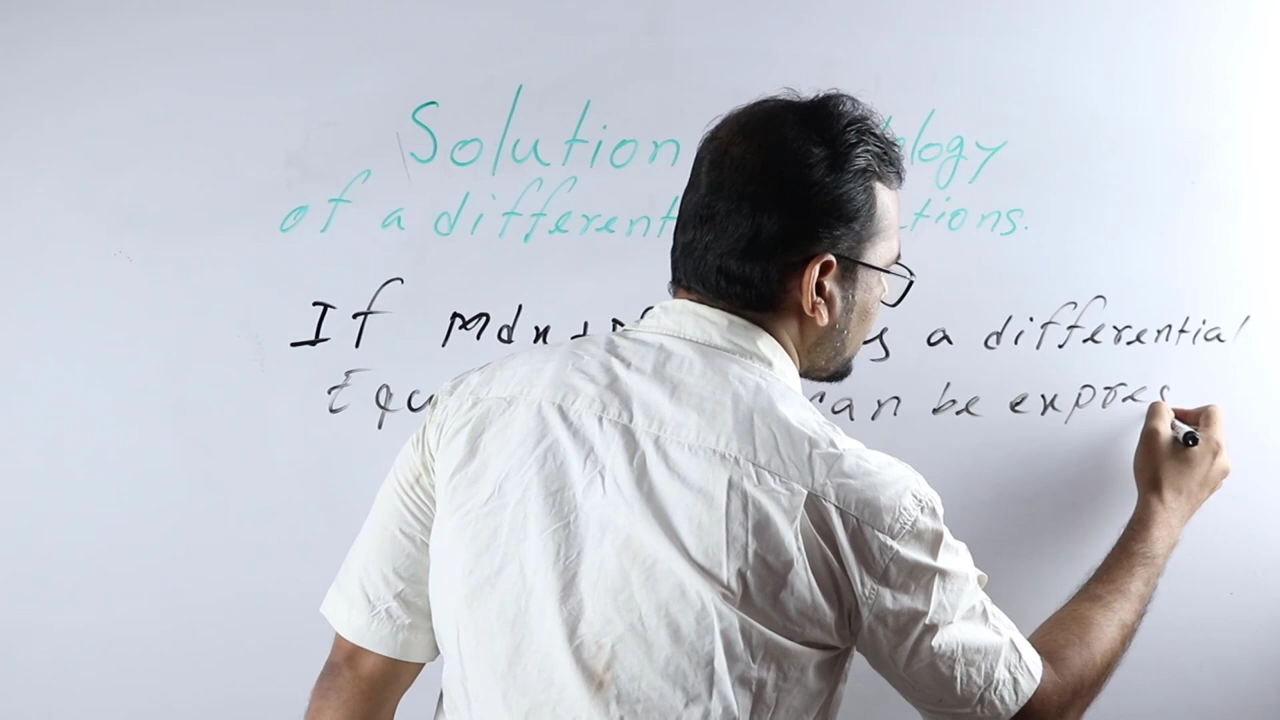 Solution ology
of a different tions.
If Mdx + s a differential
Equ can be expres